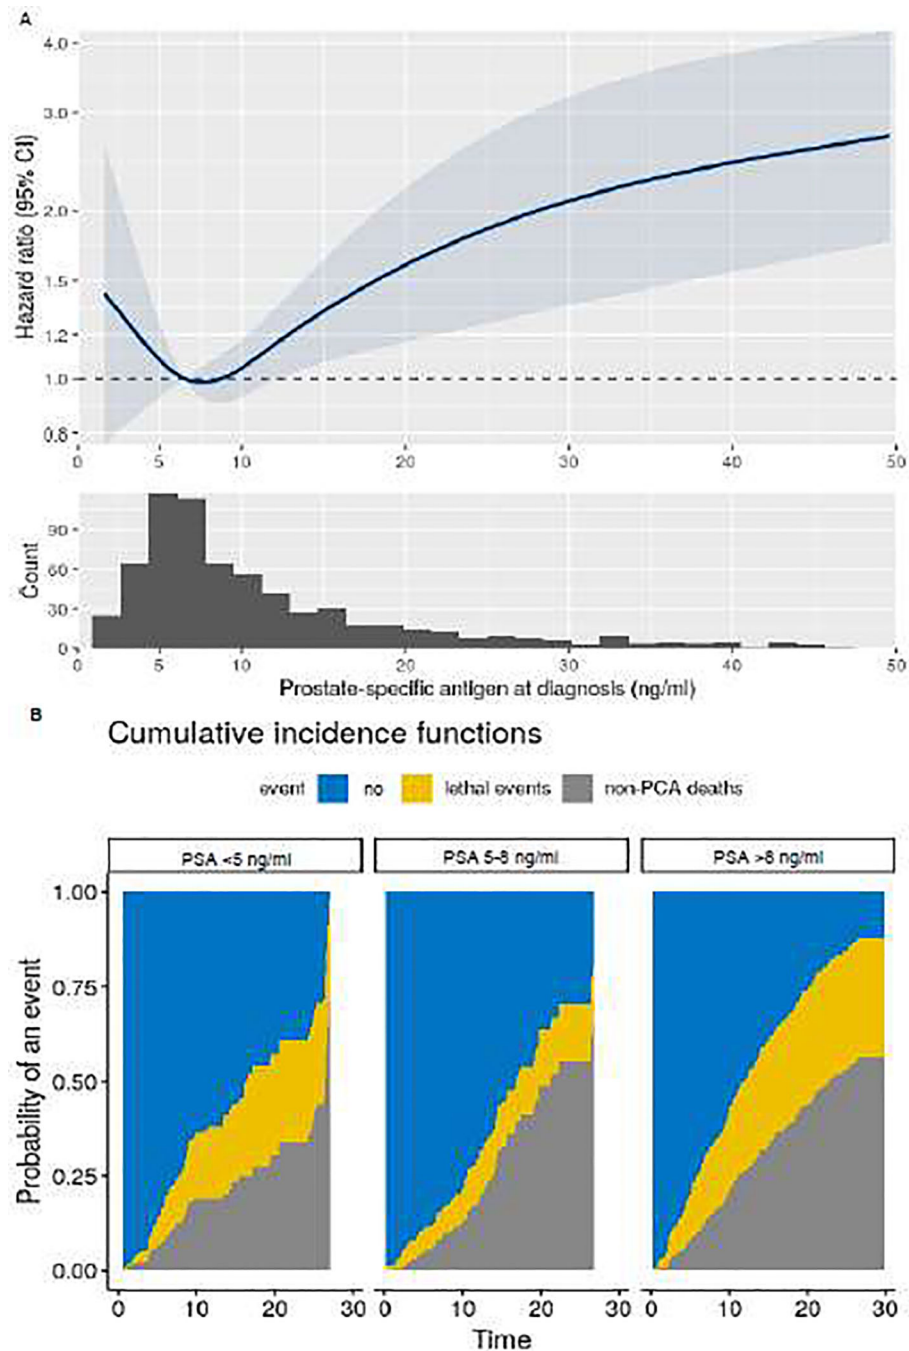 A
Hazard ratio (95% CI)
4.0
3.0
2.0
1.5
1.2
1.0
0.8
0 5 10 20 30 40 50
Count
90
60
30
0
0 5 10 20 30 40 50
Prostate-specific antigen at diagnosis (ng/ml)
B
Cumulative incidence functions
event no lethal events non-PCA deaths
PSA <5 ng/ml PSA 5-8 ng/ml PSA >8 ng/ml
Probability of an event
1.00
0.75
0.50
0.25
0.00
0 10 20 30 0 10 20 30 0 10 20 30
Time